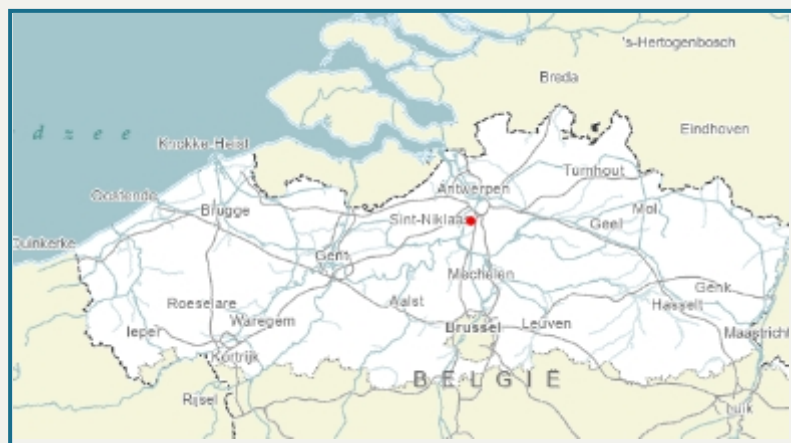 's-Hertogenbosch
Breda
d z e e
Eindhoven
Knokke-Heist
Turnhout
Antwerpen
Oostende
Mol
Brugge
Sint-Niklaas
Geel
Duinkerke
Gent
Mechelen
Genk
Roeselare
Aalst
Hasselt
Waregem
Brussel
Leuven
Ieper
Maastricht
Kortrijk
BELGIË
Rijsel
Luik